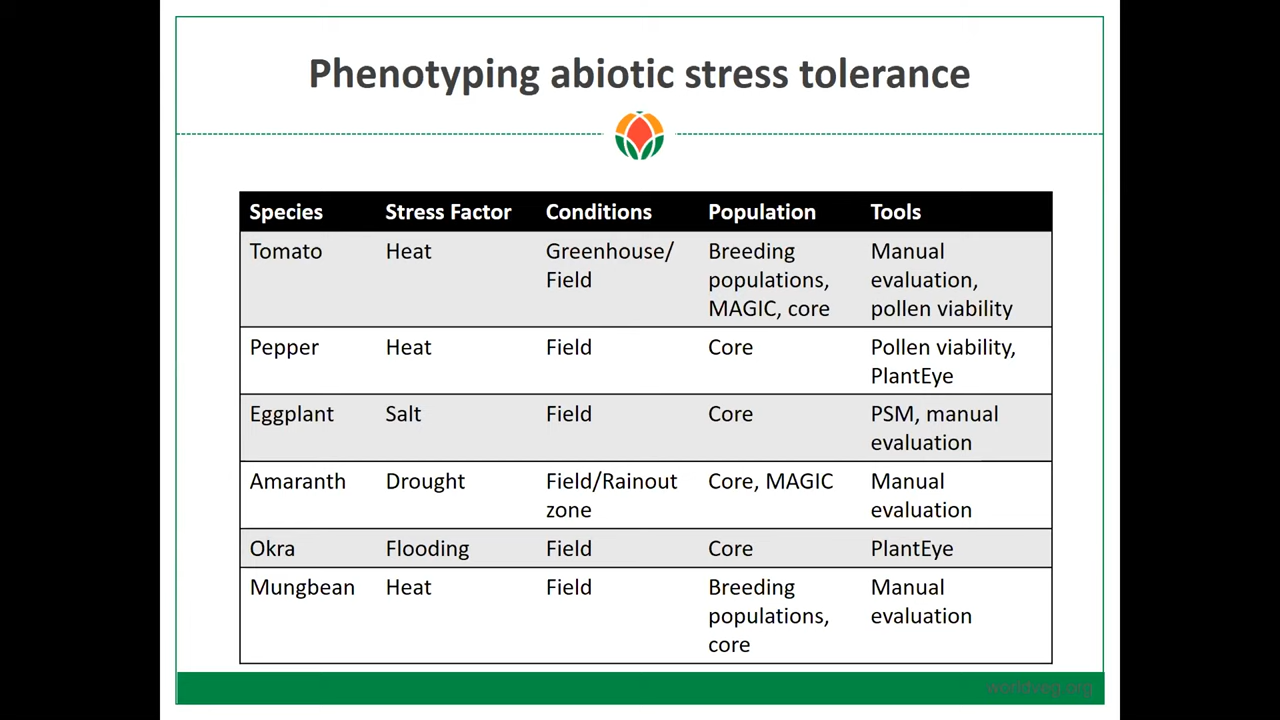 Phenotyping abiotic stress tolerance
Species Stress Factor Conditions Population Tools
Tomato Heat Greenhouse/ Breeding Manual
Field populations, evaluation,
MAGIC, core pollen viability
Pepper Heat Field Core Pollen viability,
PlantEye
Eggplant Salt Field Core PSM, manual
evaluation
Amaranth Drought Field/Rainout Core, MAGIC Manual
zone evaluation
Okra Flooding Field Core PlantEye
Mungbean Heat Field Breeding Manual
populations, evaluation
core
worldveg.org